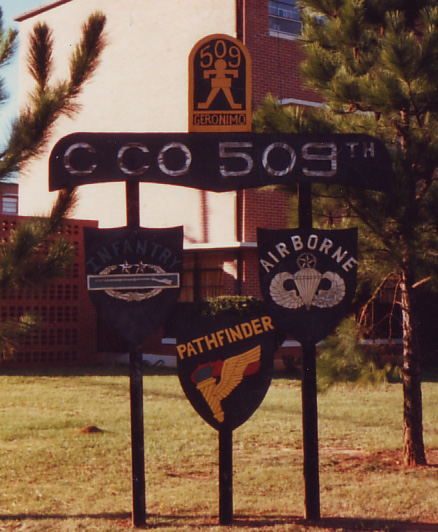 509
GERONIMO
C CO 509TH
INFANTRY
AIRBORNE
PATHFINDER